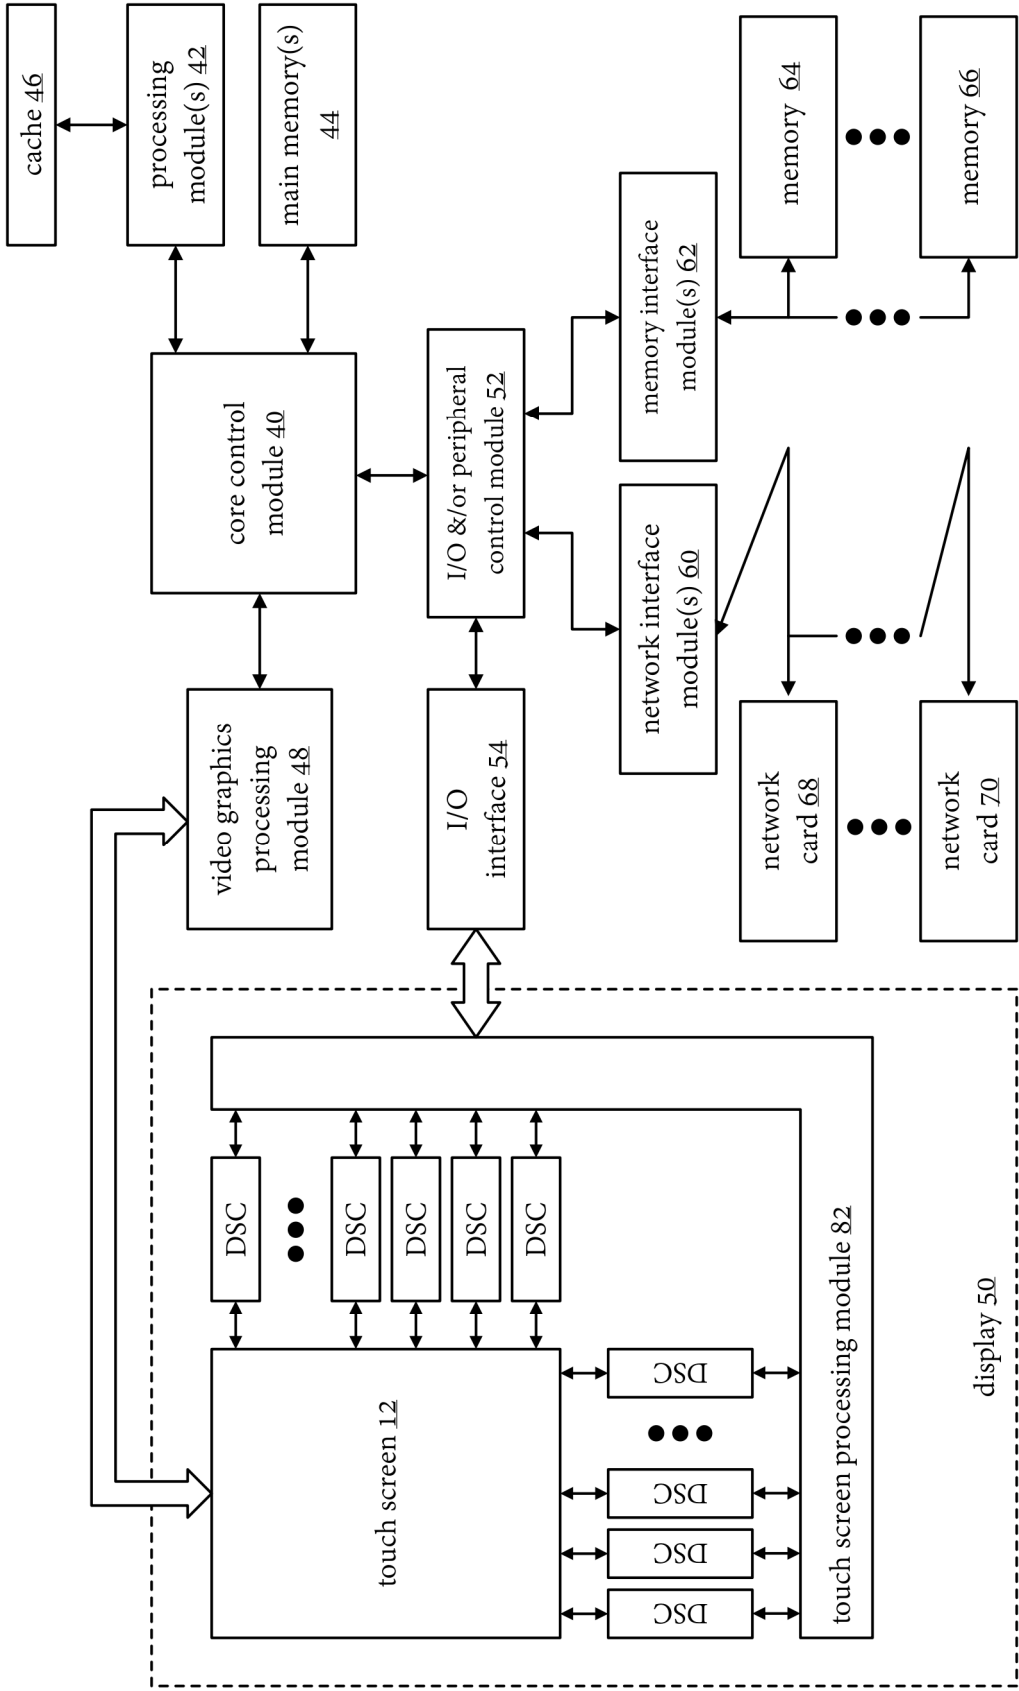 cache 46
processing
module(s) 42
main memory(s)
44
core control
module 40
video graphics
processing
module 48
I/O &/or peripheral
control module 52
I/O
interface 54
memory interface
module(s) 62
network interface
module(s) 60
memory 64
memory 66
network
card 68
network
card 70
touch screen 12
DSC
DSC
DSC
DSC
DSC
DSC
DSC
DSC
DSC
touch screen processing module 82
display 50